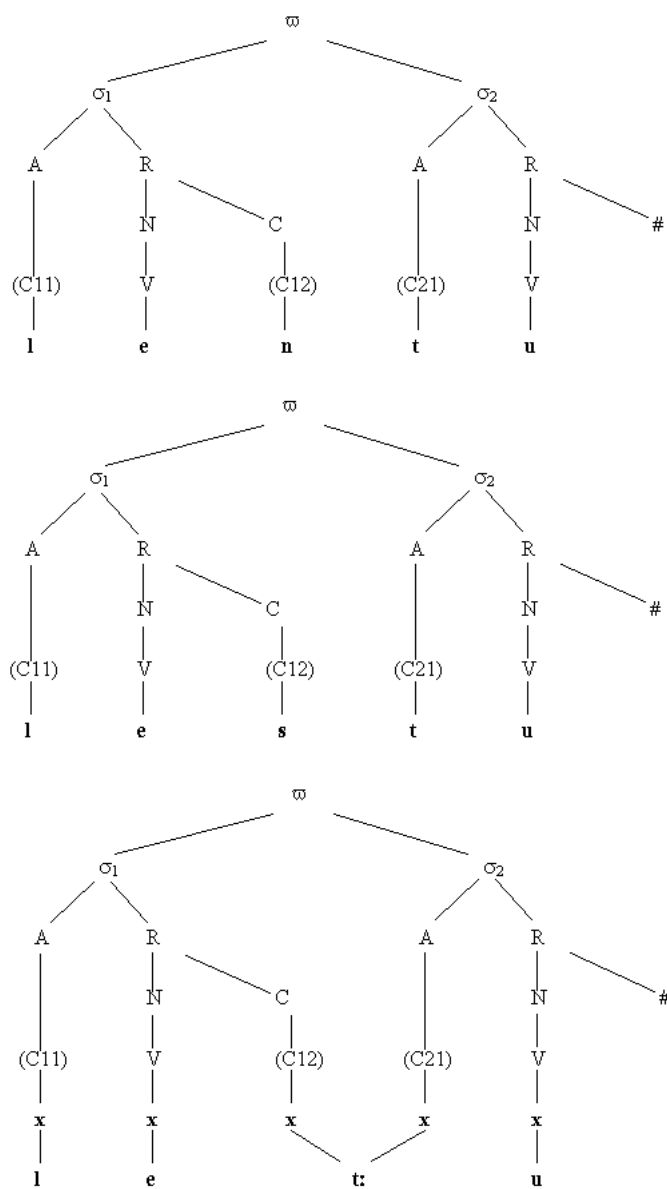 ϖ
σ1 σ2
A R A R
N C N #
(C11) V (C12) (C21) V
l e n t u
ϖ
σ1 σ2
A R A R
N C N #
(C11) V (C12) (C21) V
l e s t u
ϖ
σ1 σ2
A R A R
N C N #
(C11) V (C12) (C21) V
x x x x x
l e t: u